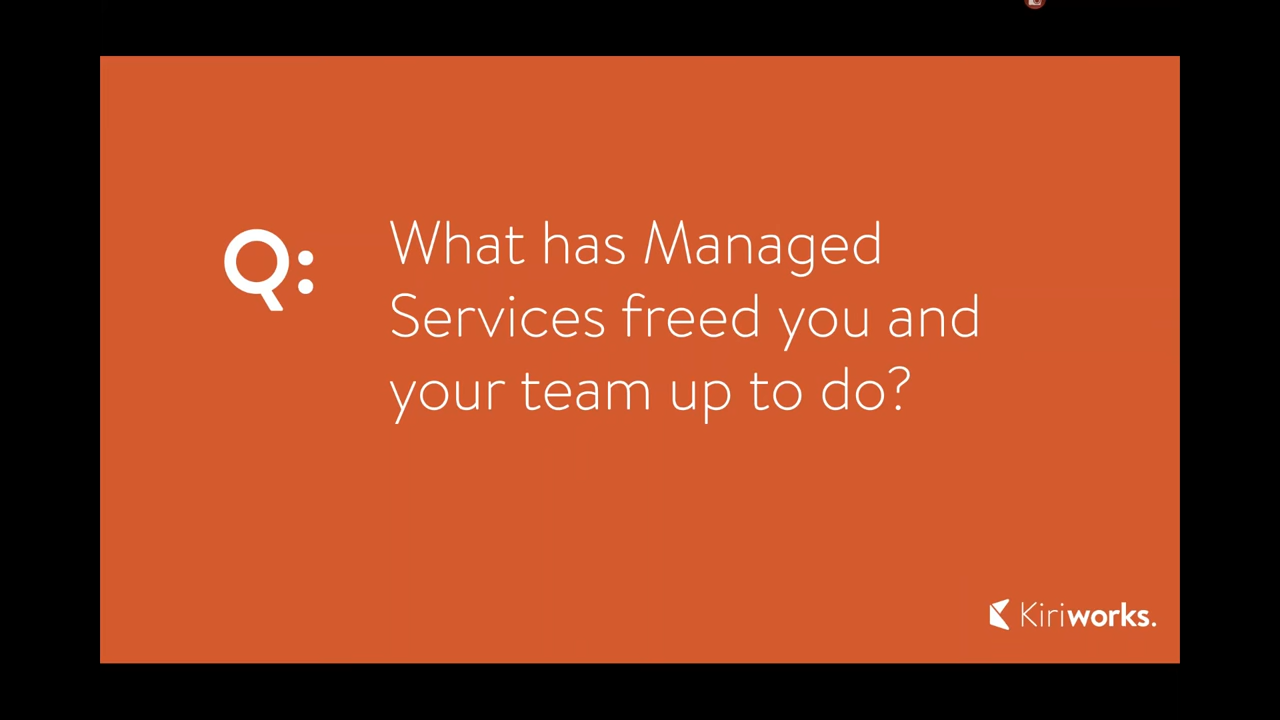 Q:
What has Managed
Services freed you and
your team up to do?
Kiriworks.